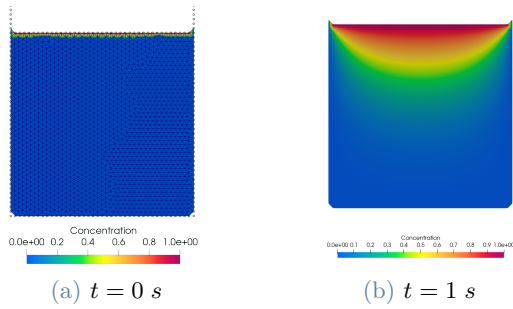 Concentration
0.0e+00 0.2 0.4 0.6 0.8 1.0e+00
(a) t = 0 s
Concentration
0.0e+00 0.1 0.2 0.3 0.4 0.5 0.6 0.7 0.8 0.9 1.0e+00
(b) t = 1 s